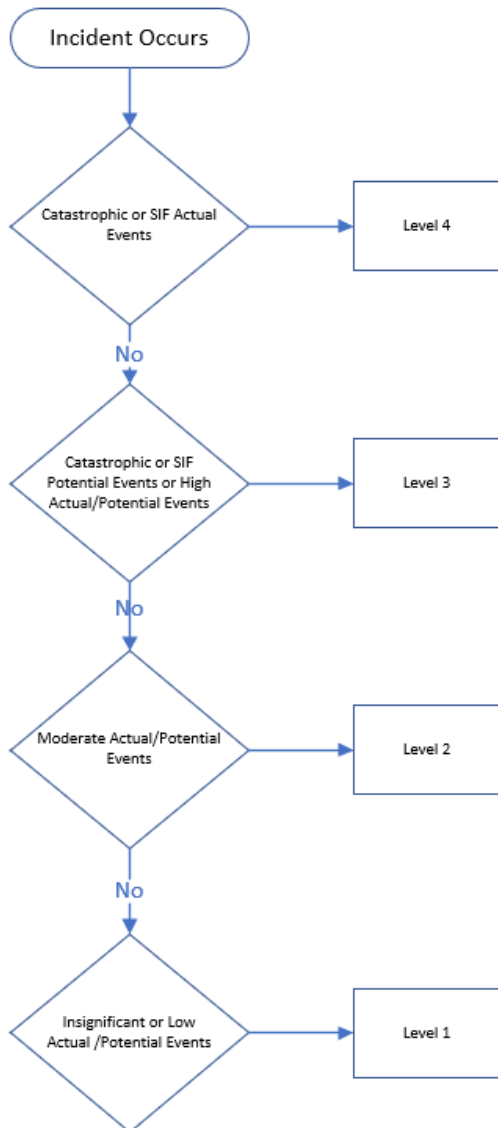 Incident Occurs
Catastrophic or SIF Actual
Events
Level 4
No
Catastrophic or SIF
Potential Events or High
Actual/Potential Events
Level 3
No
Moderate Actual/Potential
Events
Level 2
No
Insignificant or Low
Actual /Potential Events
Level 1